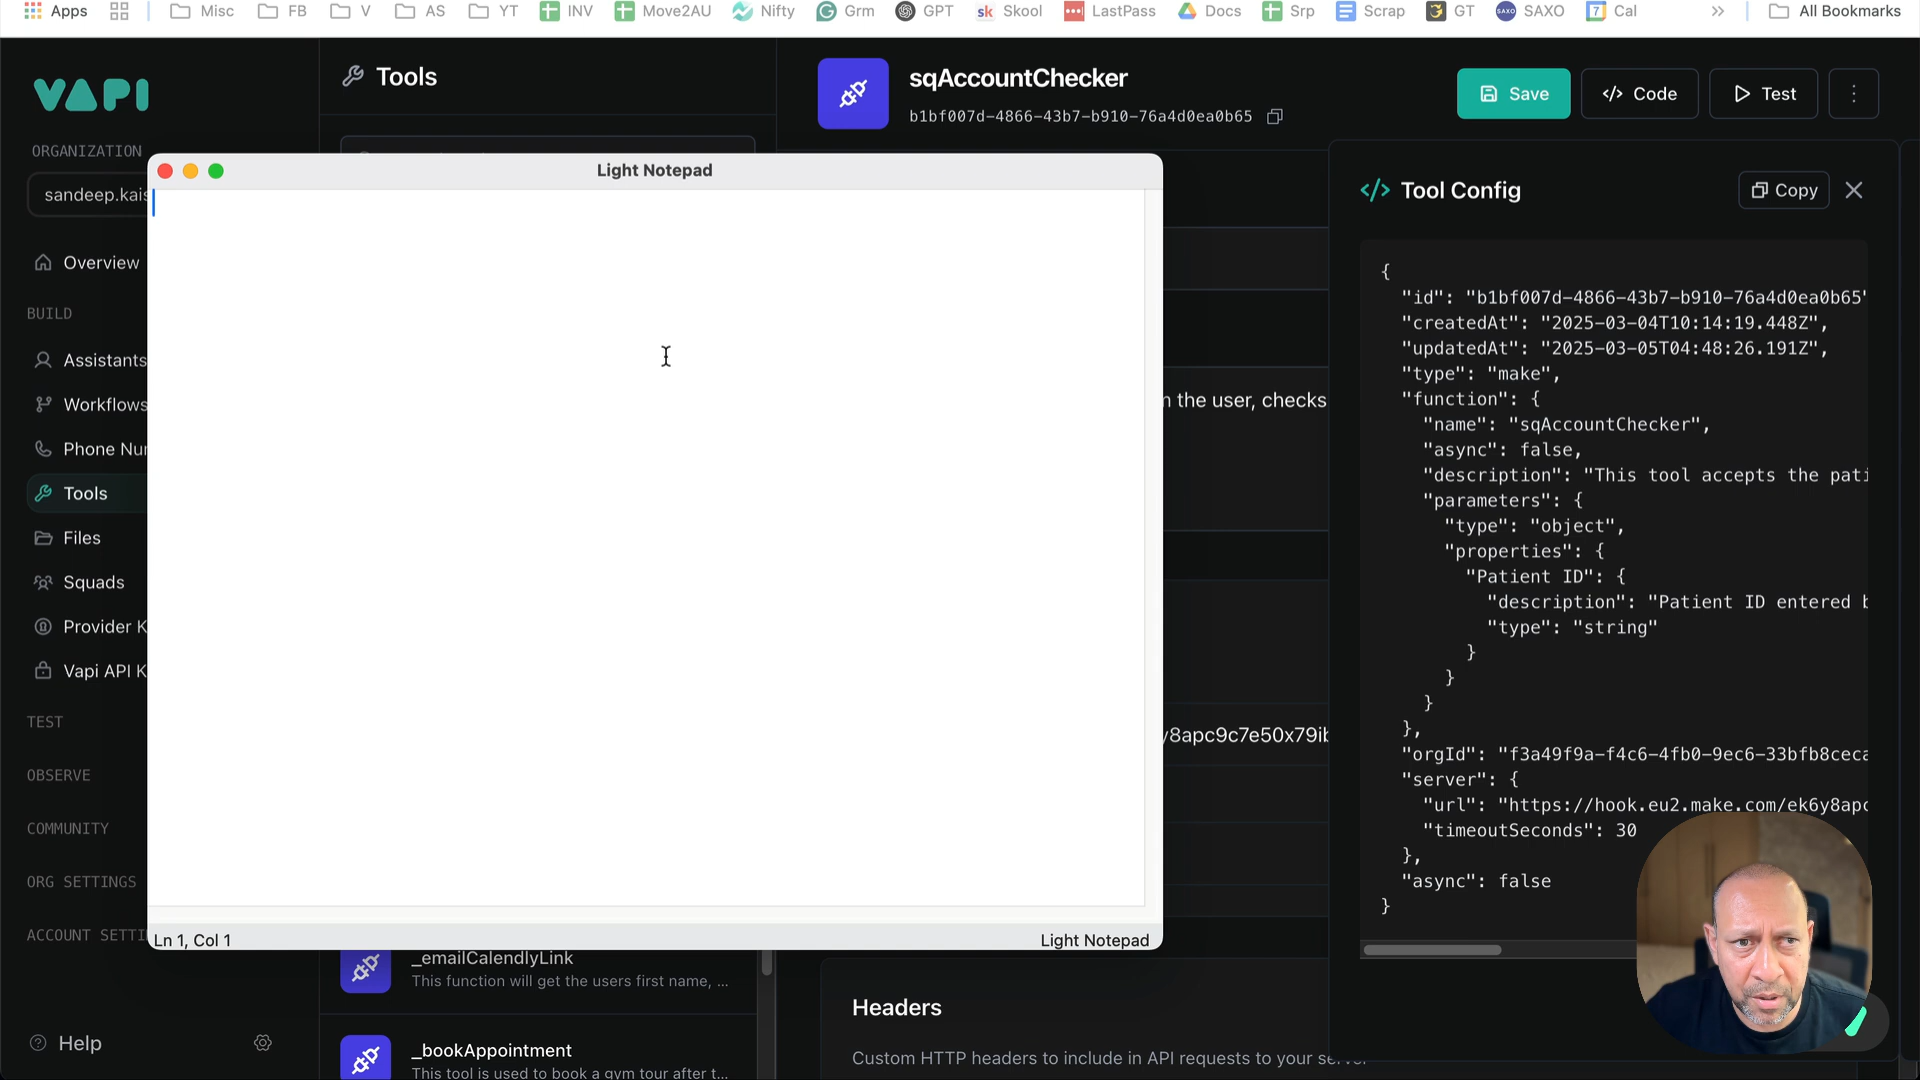 Apps
Misc
FB
V
AS
YT
INV
Move2AU
Nifty
Grm
GPT
sk Skool
LastPass
Docs
Srp
Scrap
GT
SAXO SAXO
7 Cal
All Bookmarks
VAPI
ORGANIZATION
sandeep.kais
Overview
BUILD
Assistants
Workflows
Phone Nur
Tools
Files
Squads
Provider K
Vapi API K
TEST
OBSERVE
COMMUNITY
ORG SETTINGS
ACCOUNT SETTI
Help
Tools
_emailCalendlyLink
This function will get the users first name, ...
_bookAppointment
This tool is used to book a gym tour after t...
Light Notepad
Ln 1, Col 1
Light Notepad
sqAccountChecker
b1bf007d-4866-43b7-b910-76a4d0ea0b65
Save
</> Code
Test
the user, checks
y8apc9c7e50x79ib
Headers
Custom HTTP headers to include in API requests to your server.
</> Tool Config
Copy
{
"id": "b1bf007d-4866-43b7-b910-76a4d0ea0b65"
"createdAt": "2025-03-04T10:14:19.448Z",
"updatedAt": "2025-03-05T04:48:26.191Z",
"type": "make",
"function": {
"name": "sqAccountChecker",
"async": false,
"description": "This tool accepts the pati
"parameters": {
"type": "object",
"properties": {
"Patient ID": {
"description": "Patient ID entered b
"type": "string"
}
}
}
},
"orgId": "f3a49f9a-f4c6-4fb0-9ec6-33bfb8ceca
"server": {
"url": "https://hook.eu2.make.com/ek6y8apc
"timeoutSeconds": 30
},
"async": false
}